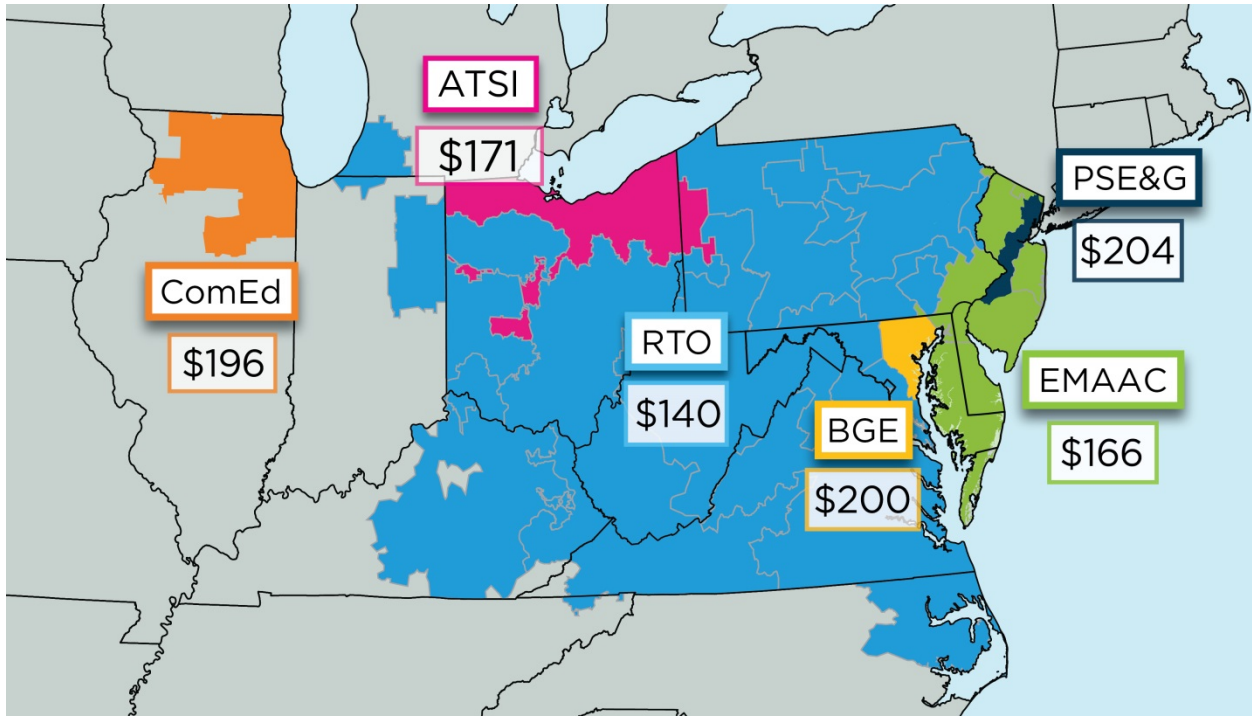 ATSI
$171
PSE&G
$204
ComEd
$196
RTO
$140
EMAAC
$166
BGE
$200